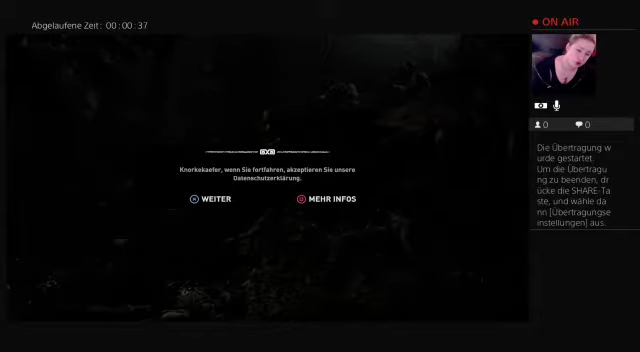 Abgelaufene Zeit: 00:00:37
ON AIR
0 0
Knorkekaefer, wenn Sie fortfahren, akzeptieren Sie unsere
Datenschutzerklärung.
WEITER
MEHR INFOS
Die Übertragung w
urde gestartet.
Um die Übertragu
ng zu beenden, dr
ücke die SHARE-Ta
ste, und wähle da
nn [Übertragungse
instellungen] aus.